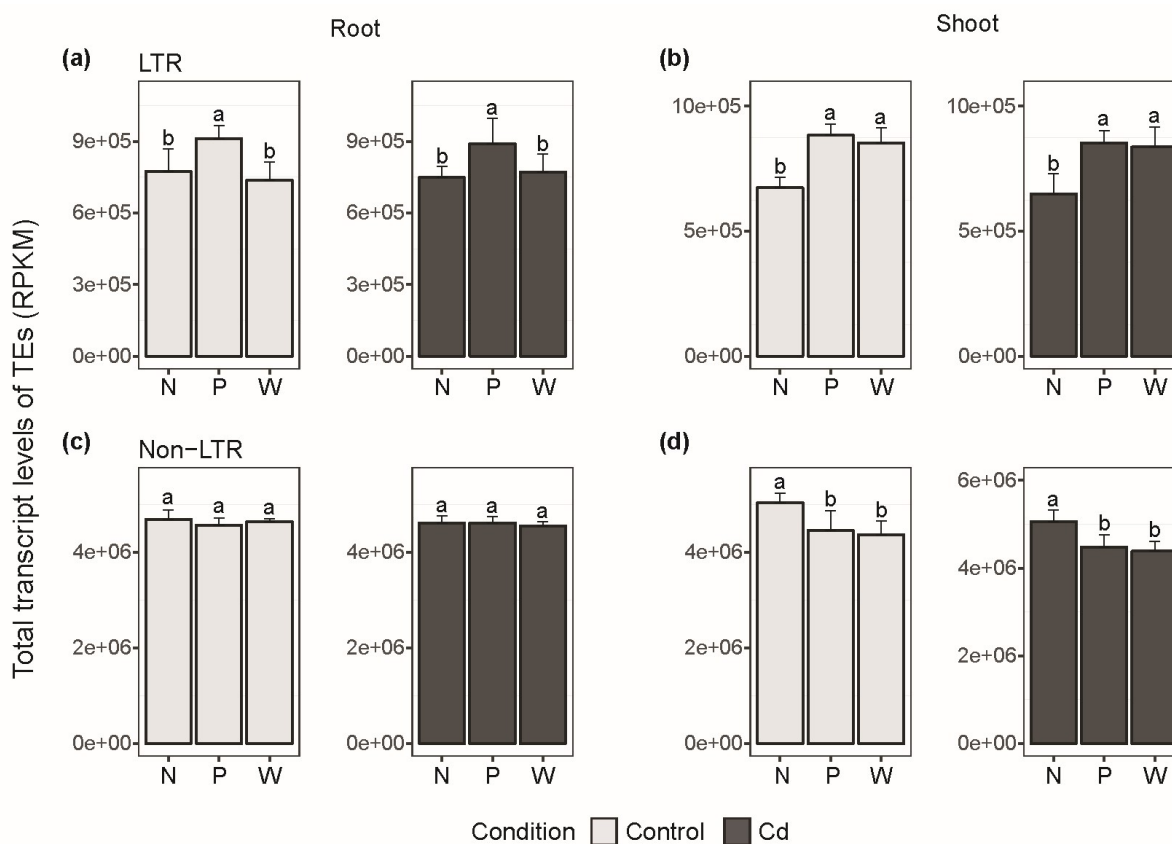 Root
Shoot
(a) LTR
(b)
Total transcript levels of TEs (RPKM)
9e+05
6e+05
3e+05
0e+00
b a b
N P W
9e+05
6e+05
3e+05
0e+00
b a b
N P W
10e+05
5e+05
0e+00
b a a
N P W
10e+05
5e+05
0e+00
b a a
N P W
(c) Non-LTR
(d)
4e+06
2e+06
0e+00
a a a
N P W
4e+06
2e+06
0e+00
a a a
N P W
4e+06
2e+06
0e+00
a b b
N P W
6e+06
4e+06
2e+06
0e+00
a b b
N P W
Condition Control Cd